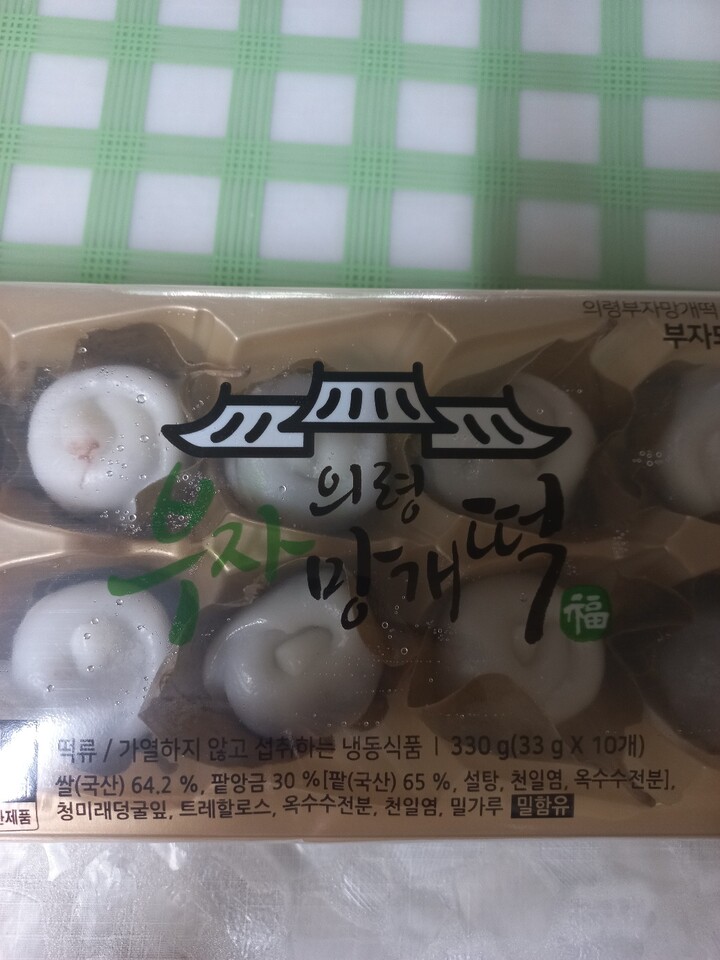 의령부자망개떡
부자
의령
부자 망개떡
福
떡류 / 가열하지 않고 섭취하는 냉동식품 | 330 g(33 g X 10개)
쌀(국산) 64.2 %, 팥앙금 30 %[팥(국산) 65 %, 설탕, 천일염, 옥수수전분],
청미래덩굴잎, 트레할로스, 옥수수전분, 천일염, 밀가루 밀함유
제품